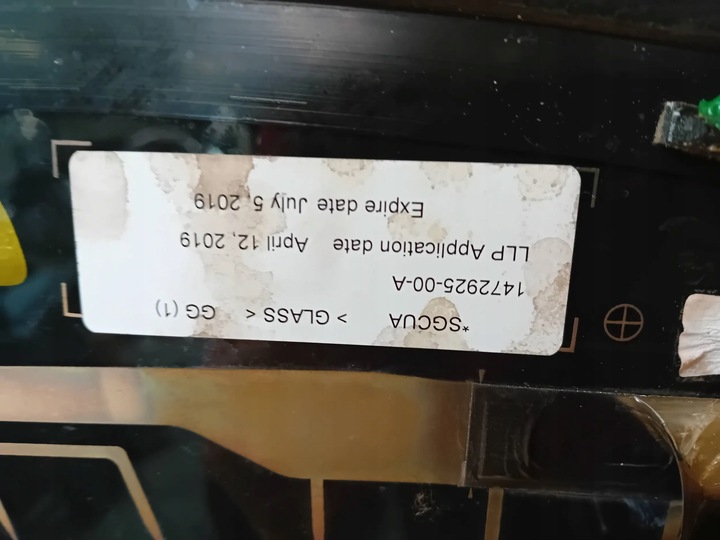 *SGCUA > GLASS < GG (1)
1472925-00-A
LLP Application date April 12, 2019
Expire date July 5, 2019